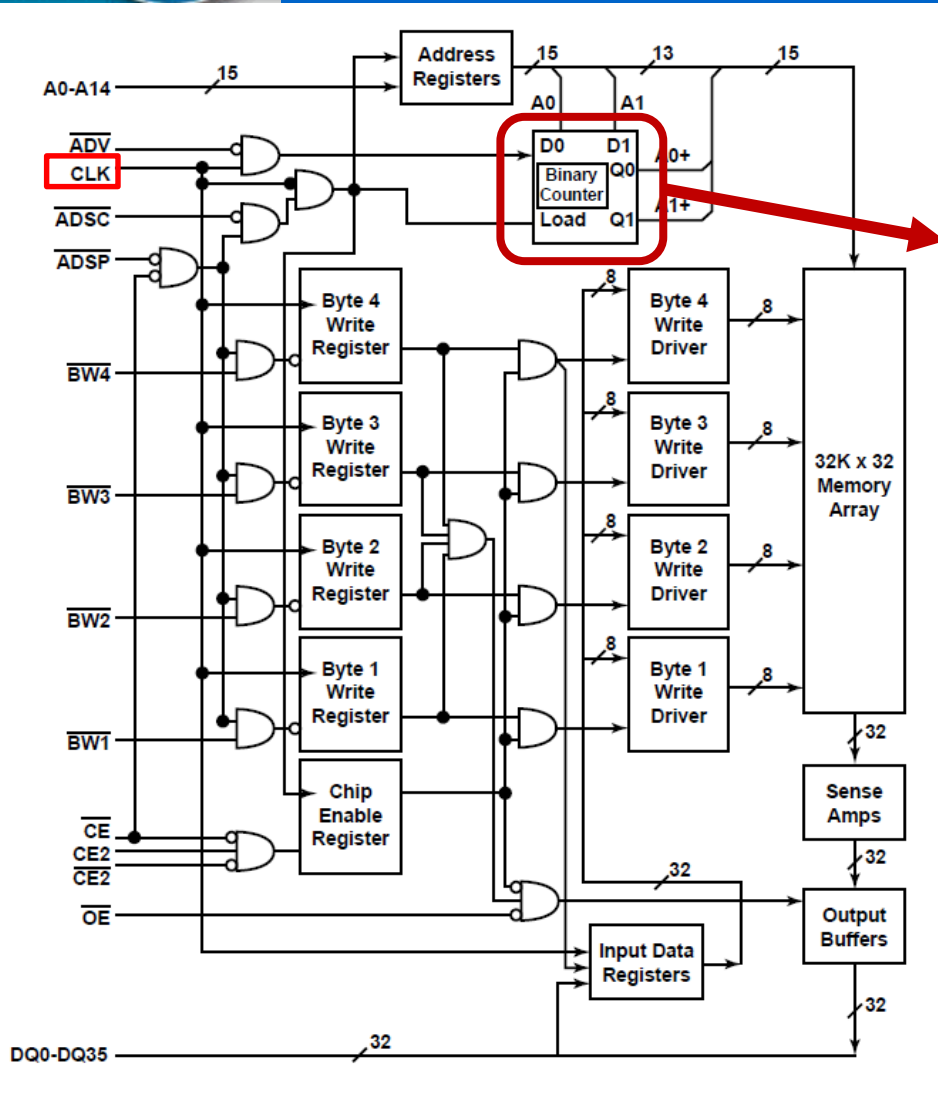 Address
Registers
15
13
15
A0-A14
15
A0
A1
ADV
CLK
D0
D1
Q0
A0+
Binary
Counter
ADSC
Load
Q1
A1+
ADSP
Byte 4
Write
Register
8
Byte 4
Write
Driver
8
BW4
Byte 3
Write
Register
8
Byte 3
Write
Driver
8
32K x 32
Memory
Array
BW3
Byte 2
Write
Register
8
Byte 2
Write
Driver
8
BW2
Byte 1
Write
Register
8
Byte 1
Write
Driver
8
BW1
32
Chip
Enable
Register
Sense
Amps
CE
CE2
CE2
32
32
OE
Output
Buffers
Input Data
Registers
32
DQ0-DQ35
32